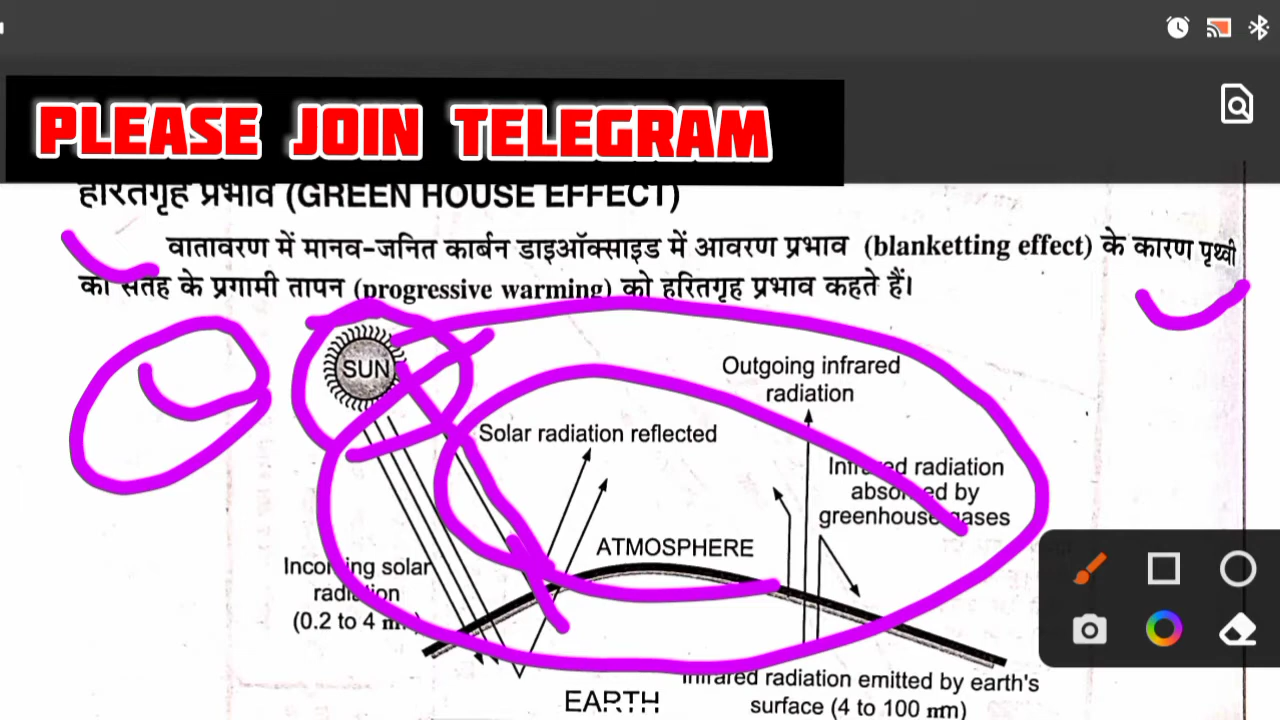 PLEASE JOIN TELEGRAM
हरितगृह प्रभाव (GREEN HOUSE EFFECT)
वातावरण में मानव-जनित कार्बन डाइऑक्साइड में आवरण प्रभाव (blanketting effect) के कारण पृथ्वी
की सतह के प्रगामी तापन (progressive warming) को हरितगृह प्रभाव कहते हैं।
SUN
Outgoing infrared
radiation
Solar radiation reflected
Infrared radiation
absorbed by
greenhouse gases
ATMOSPHERE
Incoming solar
radiation
(0.2 to 4 m
EARTH
Infrared radiation emitted by earth's
surface (4 to 100 nm)